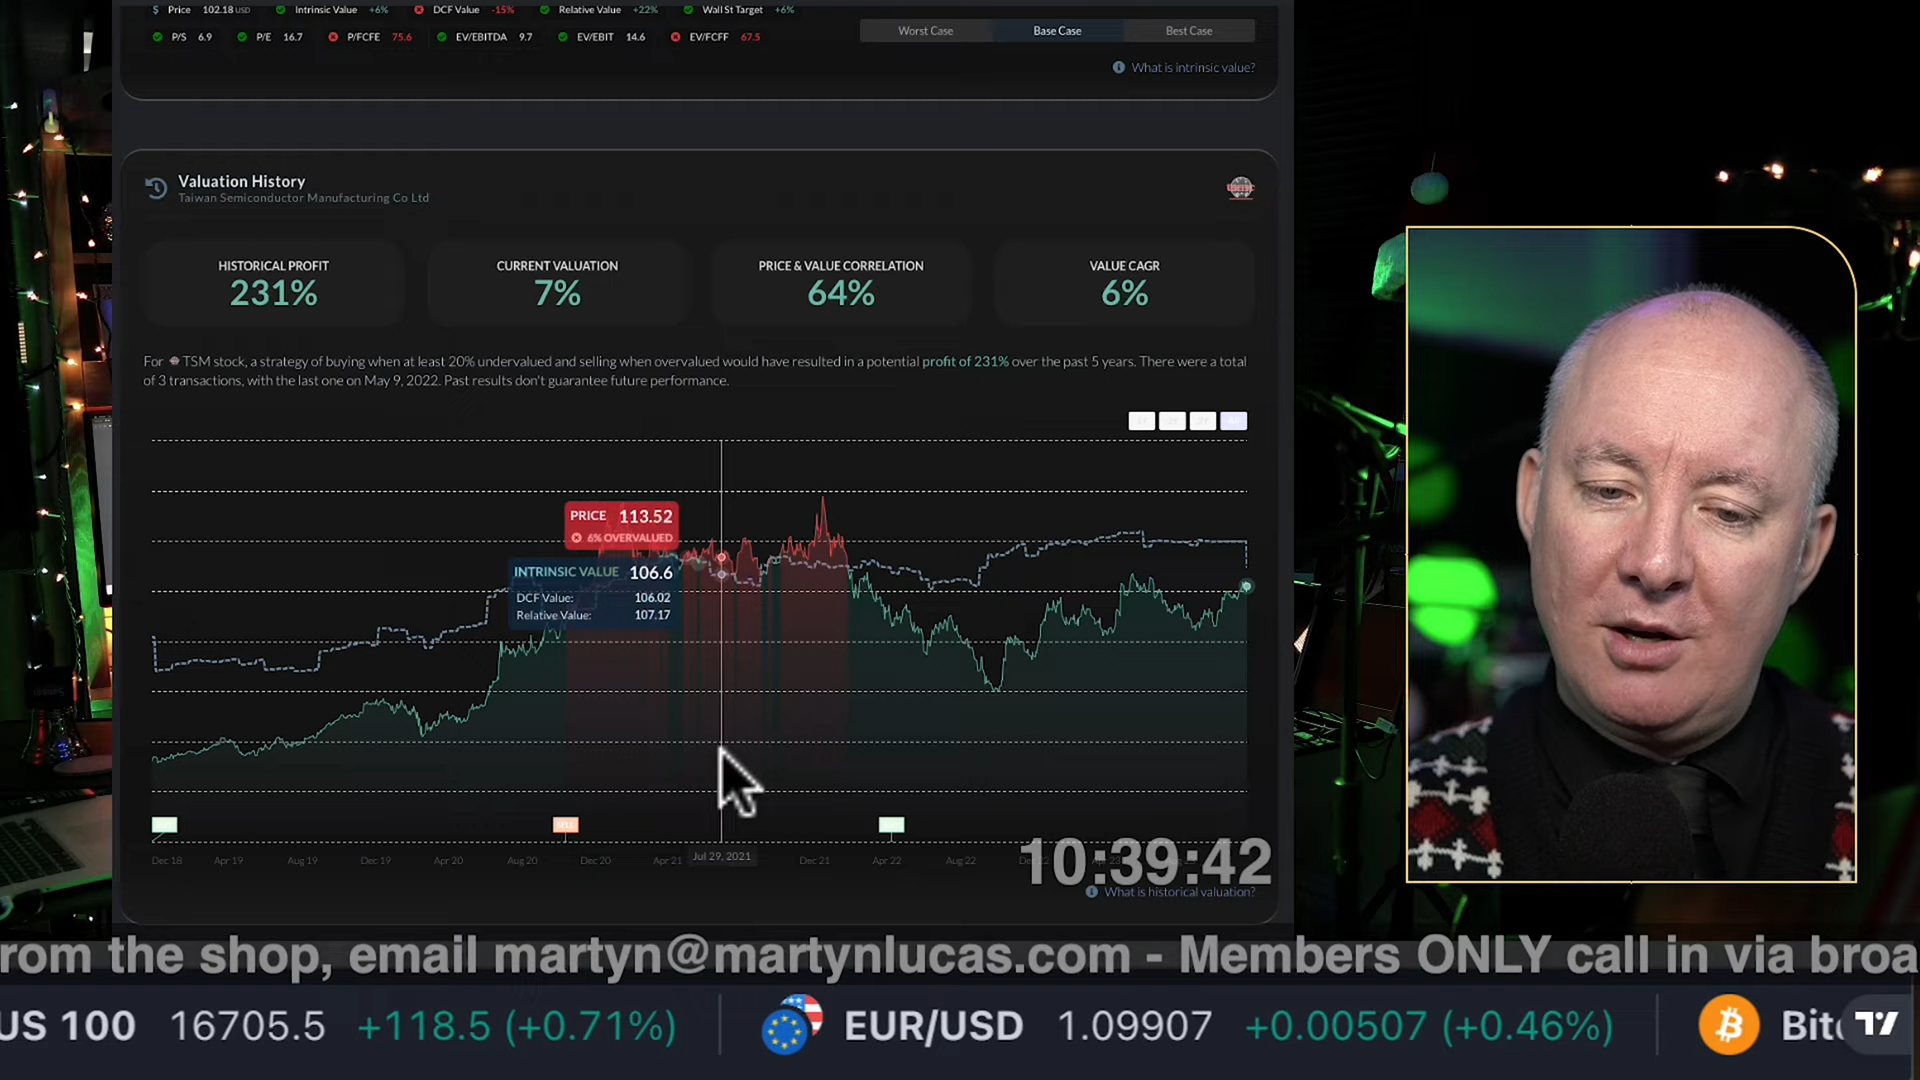 $ Price 102.18 USD Intrinsic Value +6% DCF Value -15% Relative Value +22% Wall St Target +6%
P/S 6.9 P/E 16.7 P/FCFE 75.6 EV/EBITDA 9.7 EV/EBIT 14.6 EV/FCFF 67.5
Worst Case Base Case Best Case
What is intrinsic value?
Valuation History
Taiwan Semiconductor Manufacturing Co Ltd
HISTORICAL PROFIT
231%
CURRENT VALUATION
7%
PRICE & VALUE CORRELATION
64%
VALUE CAGR
6%
For TSM stock, a strategy of buying when at least 20% undervalued and selling when overvalued would have resulted in a potential profit of 231% over the past 5 years. There were a total
of 3 transactions, with the last one on May 9, 2022. Past results don't guarantee future performance.
PRICE 113.52
6% OVERVALUED
INTRINSIC VALUE 106.6
DCF Value: 106.02
Relative Value: 107.17
Dec 18 Apr 19 Aug 19 Dec 19 Apr 20 Aug 20 Dec 20 Apr 21 Jul 29, 2021 Dec 21 Apr 22 Aug 22
10:39:42
What is historical valuation?
rom the shop, email martyn@martynlucas.com - Members ONLY call in via broa
US 100 16705.5 +118.5 (+0.71%) EUR/USD 1.09907 +0.00507 (+0.46%) Bit